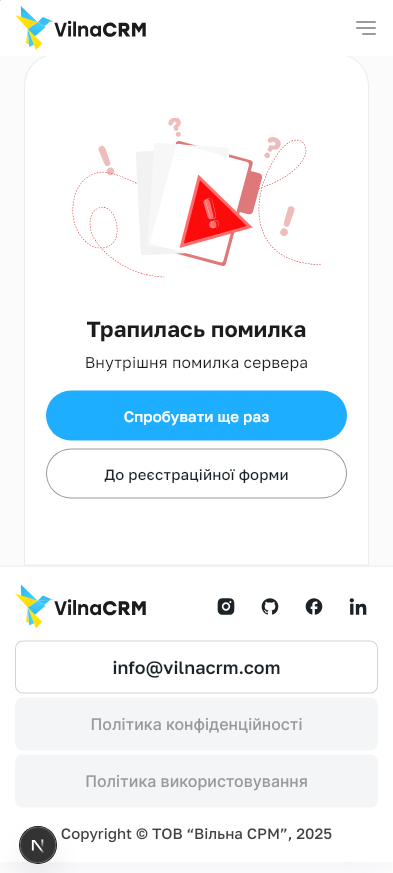 VilnaCRM
Трапилась помилка
Внутрішня помилка сервера
Спробувати ще раз
До реєстраційної форми
VilnaCRM
info@vilnacrm.com
Політика конфіденційності
Політика використовування
N
Copyright © ТОВ “Вільна СРМ”, 2025